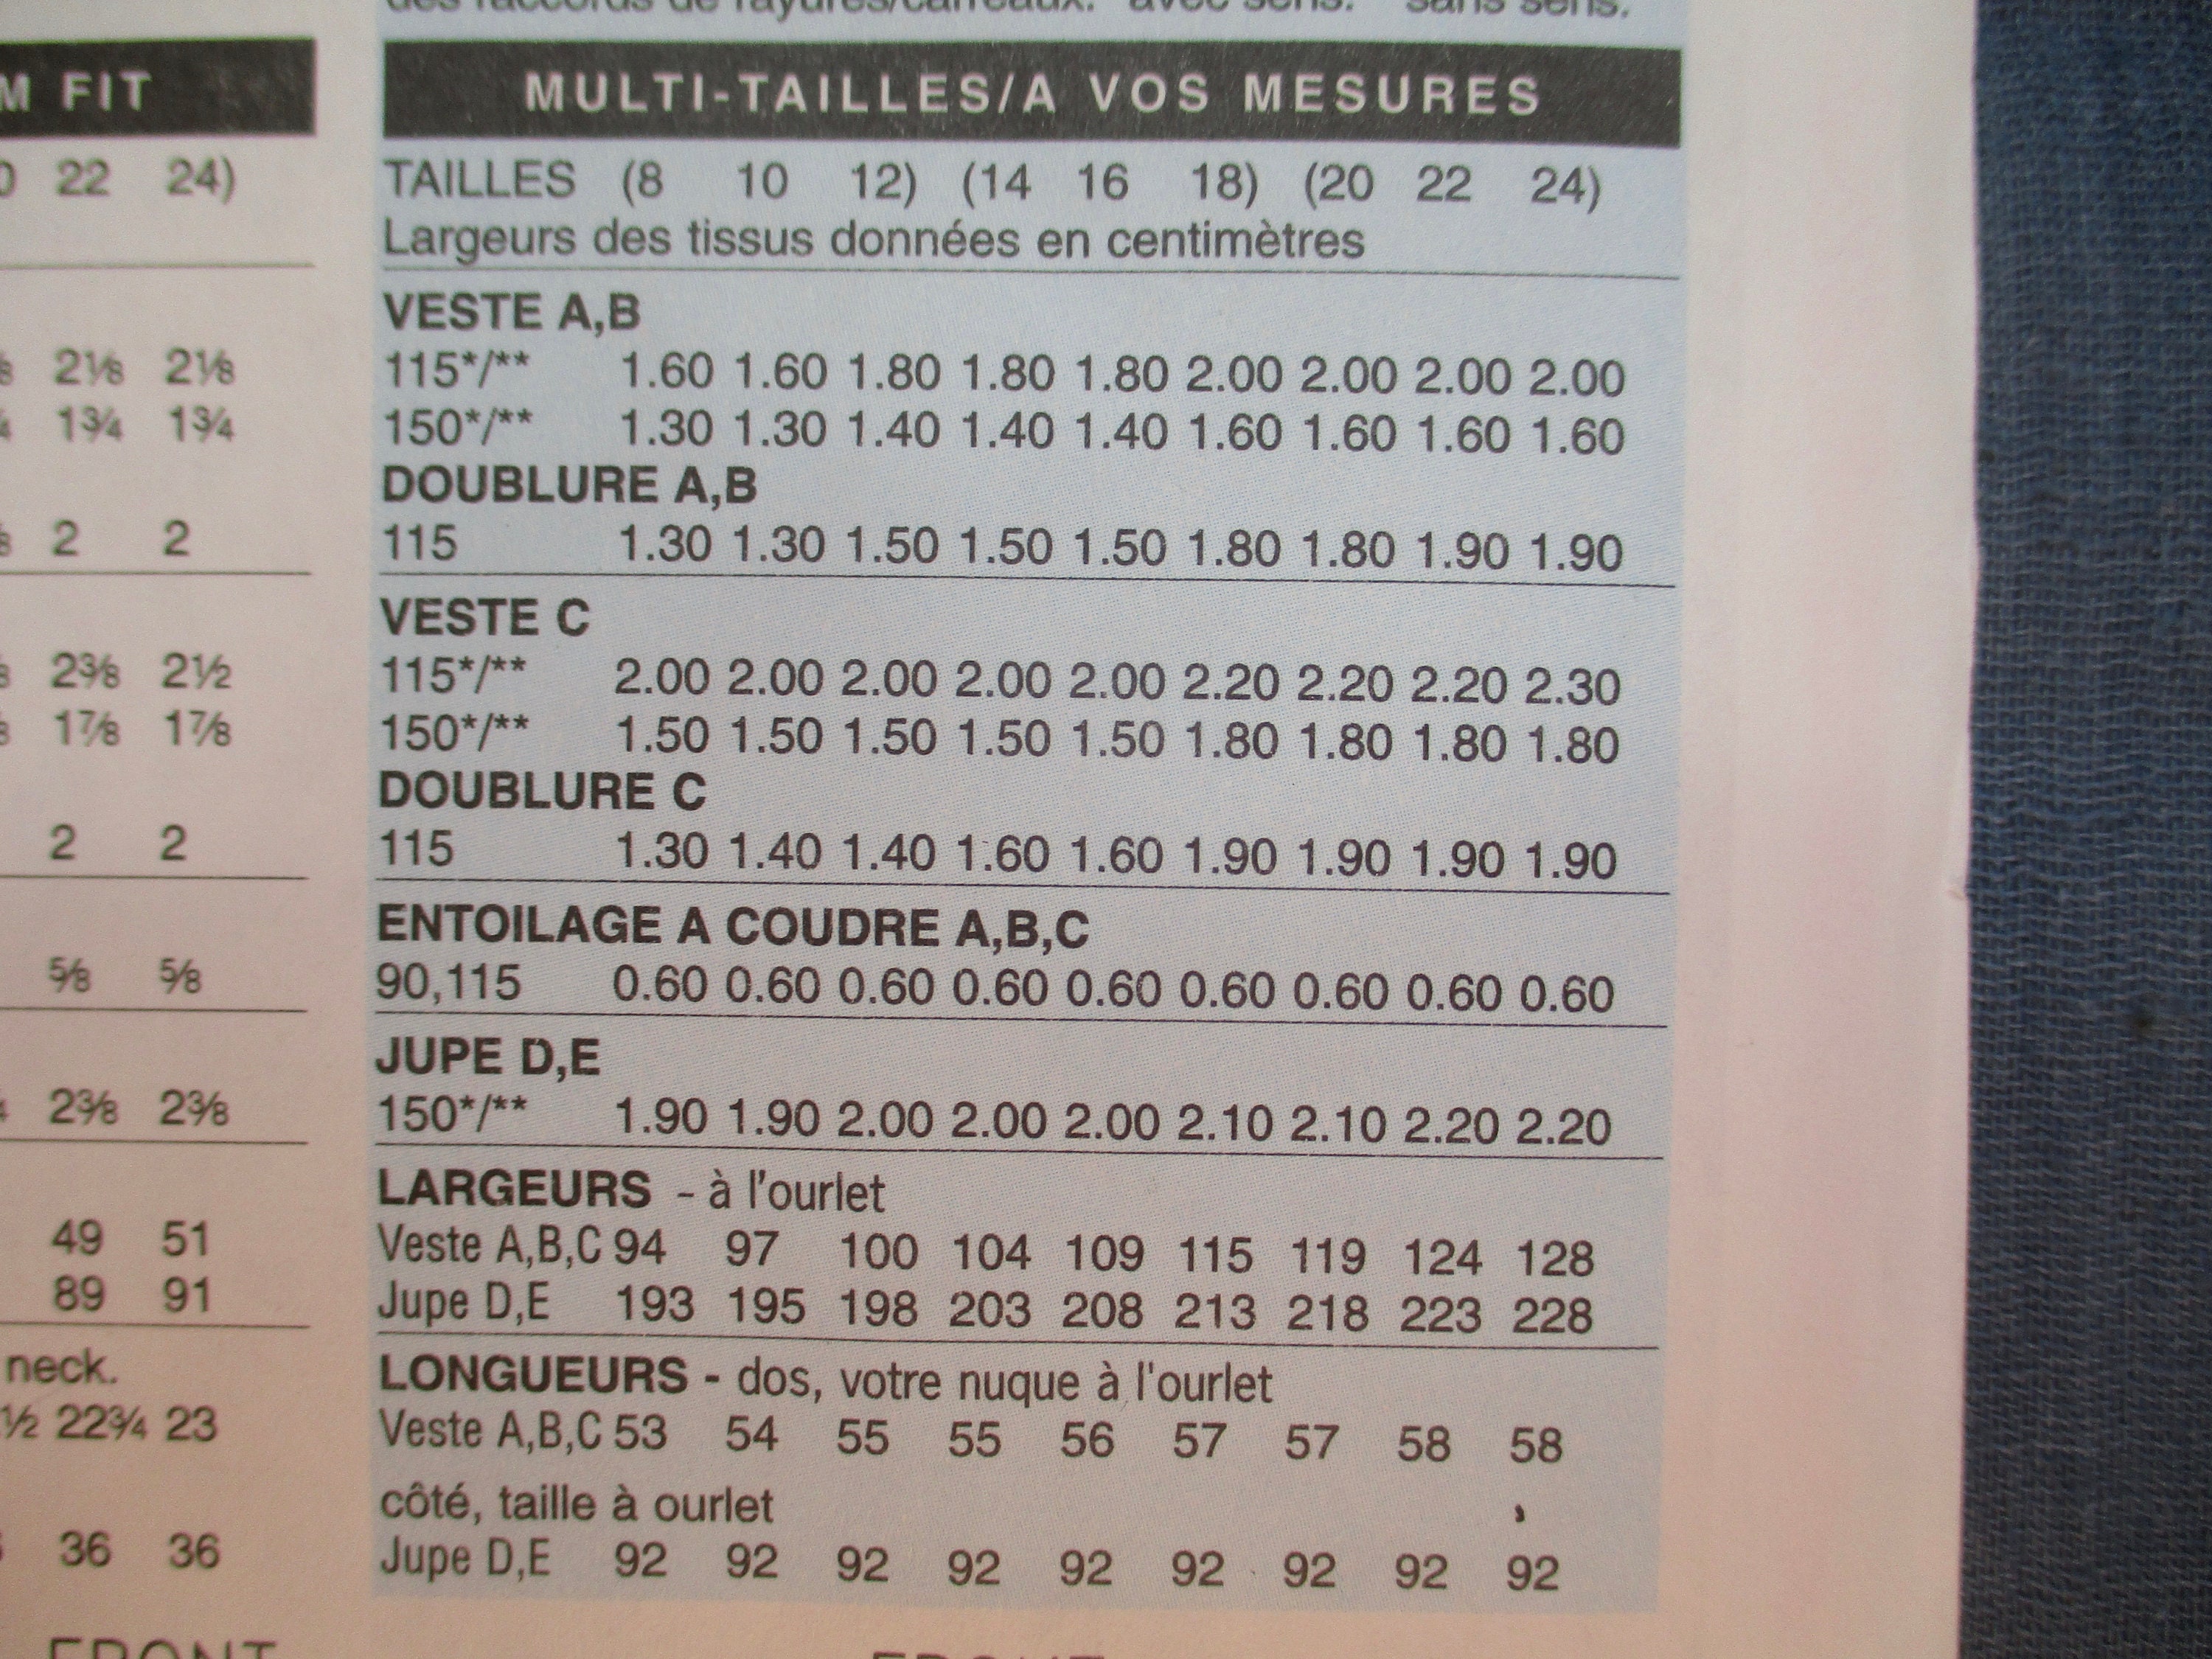 des raccords de rayures/carreaux. *avec sens. **sans sens.
M FIT
22 24)
2⅛ 2⅛
1¾ 1¾
2 2
2⅜ 2½
1⅞ 1⅞
2 2
⅝ ⅝
2⅜ 2⅜
49 51
89 91
neck.
½ 22¾ 23
36 36
FRONT
MULTI-TAILLES/A VOS MESURES
TAILLES (8 10 12) (14 16 18) (20 22 24)
Largeurs des tissus données en centimètres
VESTE A,B
115*/** 1.60 1.60 1.80 1.80 1.80 2.00 2.00 2.00 2.00
150*/** 1.30 1.30 1.40 1.40 1.40 1.60 1.60 1.60 1.60
DOUBLURE A,B
115 1.30 1.30 1.50 1.50 1.50 1.80 1.80 1.90 1.90
VESTE C
115*/** 2.00 2.00 2.00 2.00 2.00 2.20 2.20 2.20 2.30
150*/** 1.50 1.50 1.50 1.50 1.50 1.80 1.80 1.80 1.80
DOUBLURE C
115 1.30 1.40 1.40 1.60 1.60 1.90 1.90 1.90 1.90
ENTOILAGE A COUDRE A,B,C
90,115 0.60 0.60 0.60 0.60 0.60 0.60 0.60 0.60 0.60
JUPE D,E
150*/** 1.90 1.90 2.00 2.00 2.00 2.10 2.10 2.20 2.20
LARGEURS - à l'ourlet
Veste A,B,C 94 97 100 104 109 115 119 124 128
Jupe D,E 193 195 198 203 208 213 218 223 228
LONGUEURS - dos, votre nuque à l'ourlet
Veste A,B,C 53 54 55 55 56 57 57 58 58
côté, taille à ourlet
Jupe D,E 92 92 92 92 92 92 92 92 92